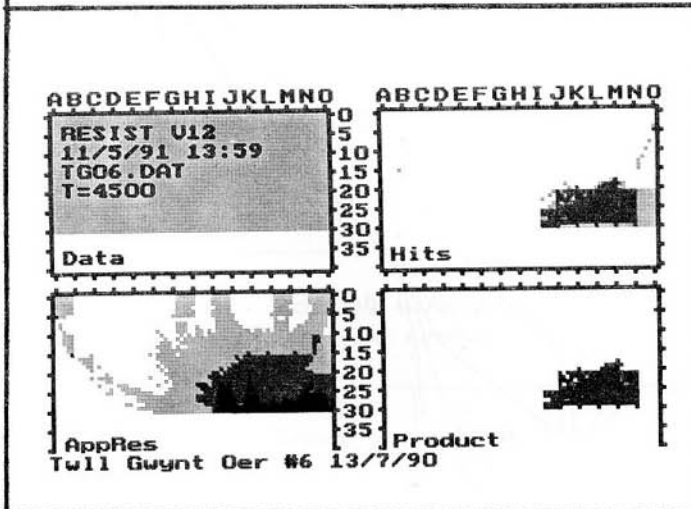 ABCDEFGHIJKLMNO
ABCDEFGHIJKLMNO
RESIST V12
11/5/91 13:59
TG06.DAT
T=4500
Data
0
5
10
15
20
25
30
35
Hits
AppRes
0
5
10
15
20
25
30
35
Product
Twll Gwynt Oer #6 13/7/90